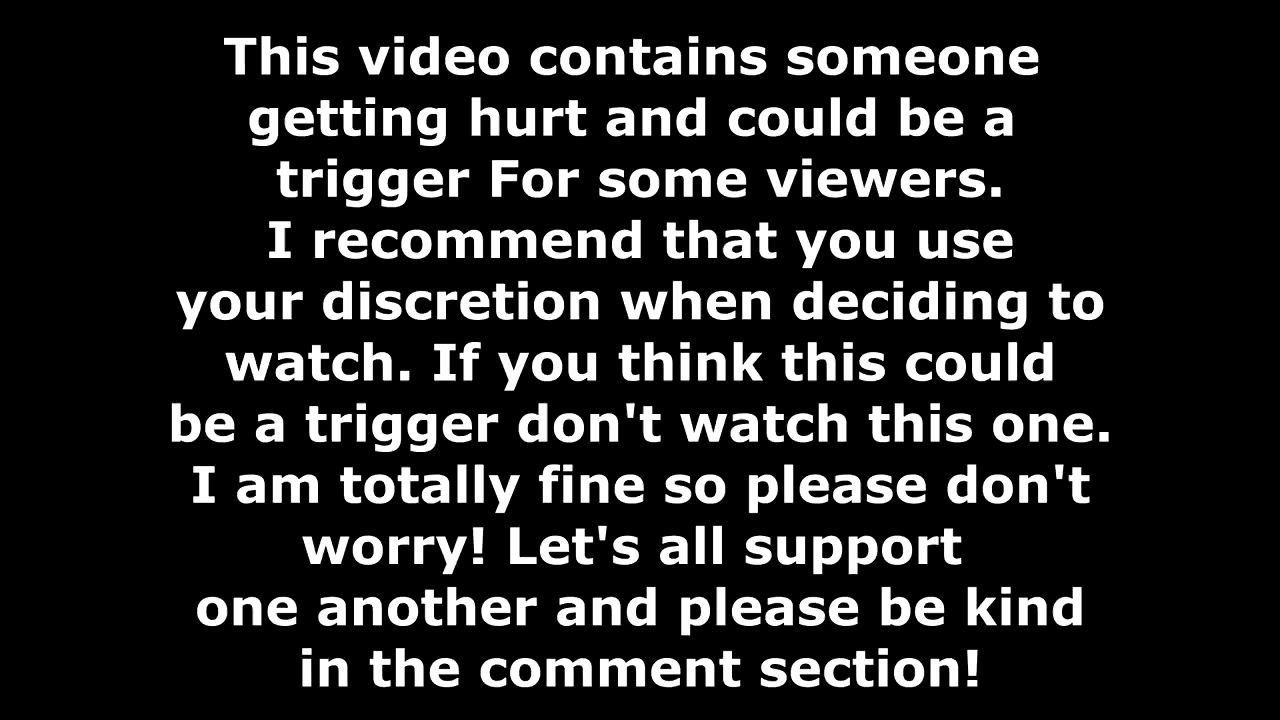 This video contains someone
getting hurt and could be a
trigger For some viewers.
I recommend that you use
your discretion when deciding to
watch. If you think this could
be a trigger don't watch this one.
I am totally fine so please don't
worry! Let's all support
one another and please be kind
in the comment section!